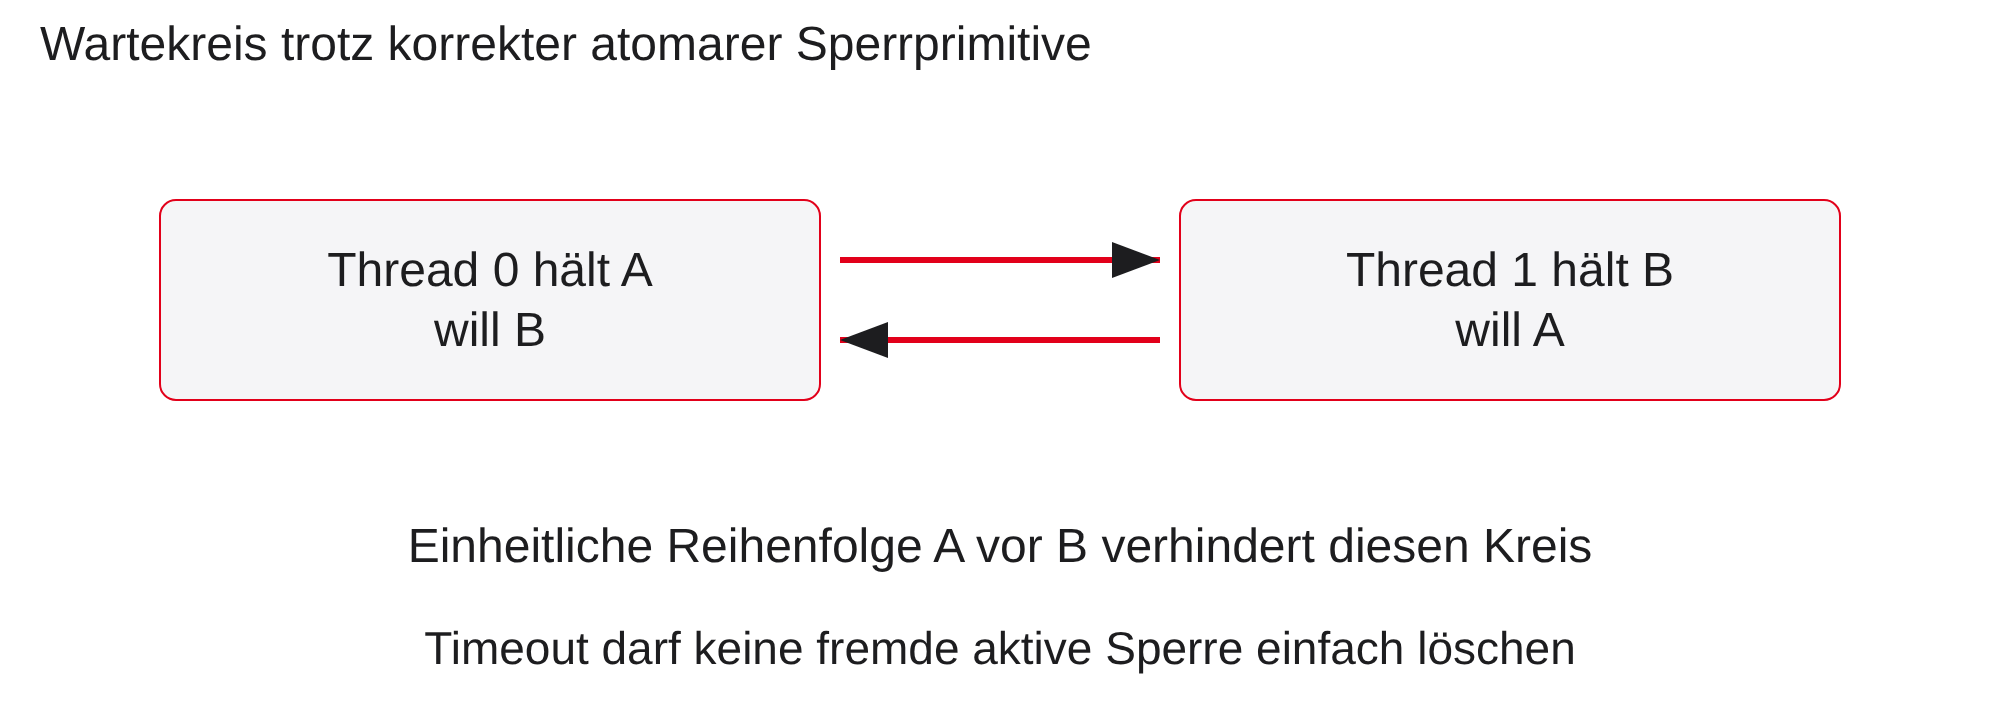 Wartekreis trotz korrekter atomarer Sperrprimitive
Thread 0 hält A
will B
Thread 1 hält B
will A
Einheitliche Reihenfolge A vor B verhindert diesen Kreis
Timeout darf keine fremde aktive Sperre einfach löschen